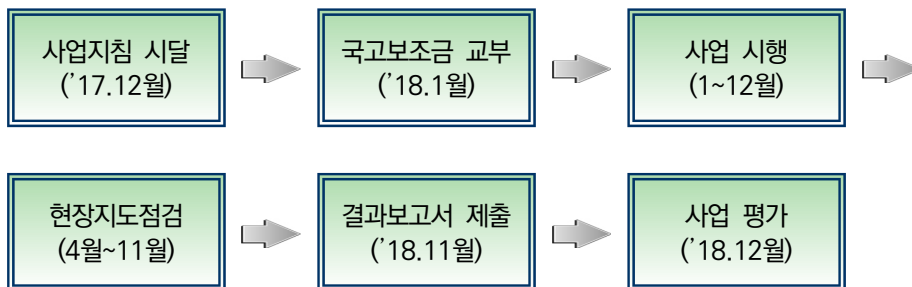 사업지침 시달
(’17.12월)
국고보조금 교부
(’18.1월)
사업 시행
(1~12월)
현장지도점검
(4월~11월)
결과보고서 제출
(’18.11월)
사업 평가
(’18.12월)